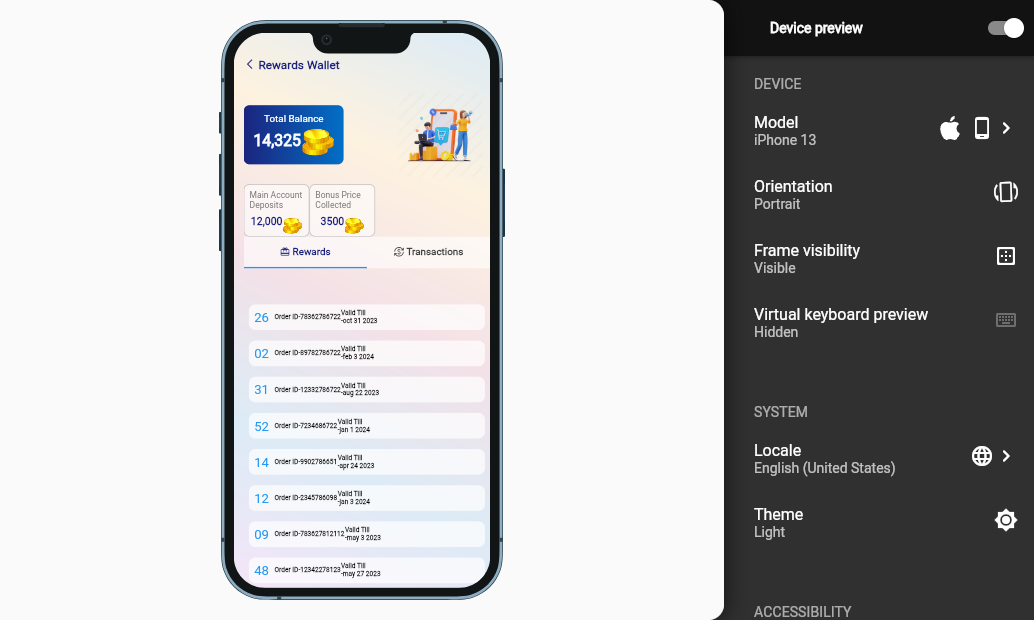 Rewards Wallet
Total Balance
14,325
Main Account
Deposits
12,000
Bonus Price
Collected
3500
Rewards
Transactions
26 Order ID-78362786722 Valid Till
-oct 31 2023
02 Order ID-89782786722 Valid Till
-feb 3 2024
31 Order ID-12332786722 Valid Till
-aug 22 2023
52 Order ID-7234686722 Valid Till
-jan 1 2024
14 Order ID-9902786651 Valid Till
-apr 24 2023
12 Order ID-2345786098 Valid Till
-jan 3 2024
09 Order ID-783627812112 Valid Till
-may 3 2023
48 Order ID-12342278123 Valid Till
-may 27 2023
Device preview
DEVICE
Model
iPhone 13
Orientation
Portrait
Frame visibility
Visible
Virtual keyboard preview
Hidden
SYSTEM
Locale
English (United States)
Theme
Light
ACCESSIBILITY